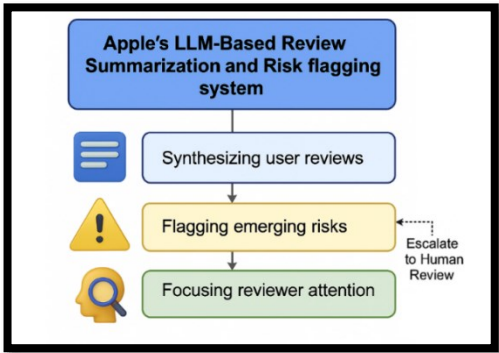 Apple's LLM-Based Review
Summarization and Risk flagging
system
Synthesizing user reviews
Flagging emerging risks
Escalate
to Human
Review
Focusing reviewer attention